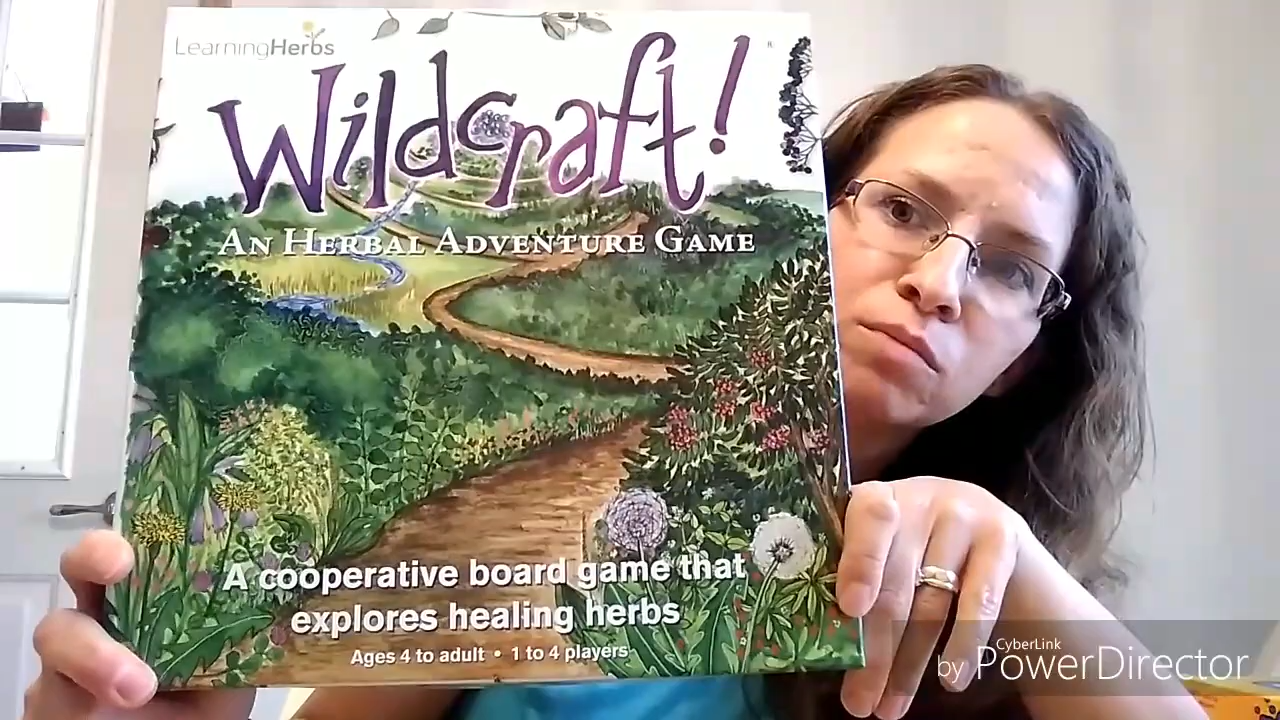 LearningHerbs
Wildcraft!
®
AN HERBAL ADVENTURE GAME
A cooperative board game that
explores healing herbs
Ages 4 to adult • 1 to 4 players
CyberLink
by PowerDirector